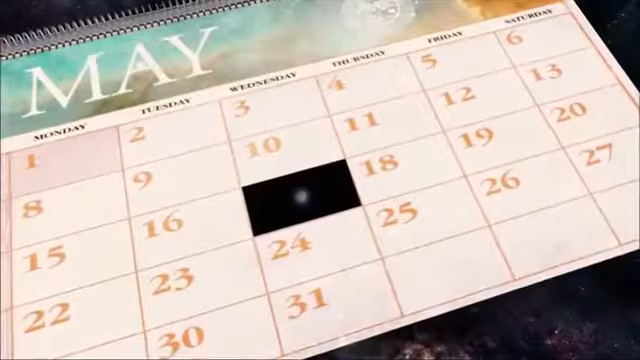 MAY
MONDAY TUESDAY WEDNESDAY THURSDAY FRIDAY SATURDAY
1 2 3 4 5 6
8 9 10 11 12 13
15 16 18 19 20
22 23 24 25 26 27
30 31